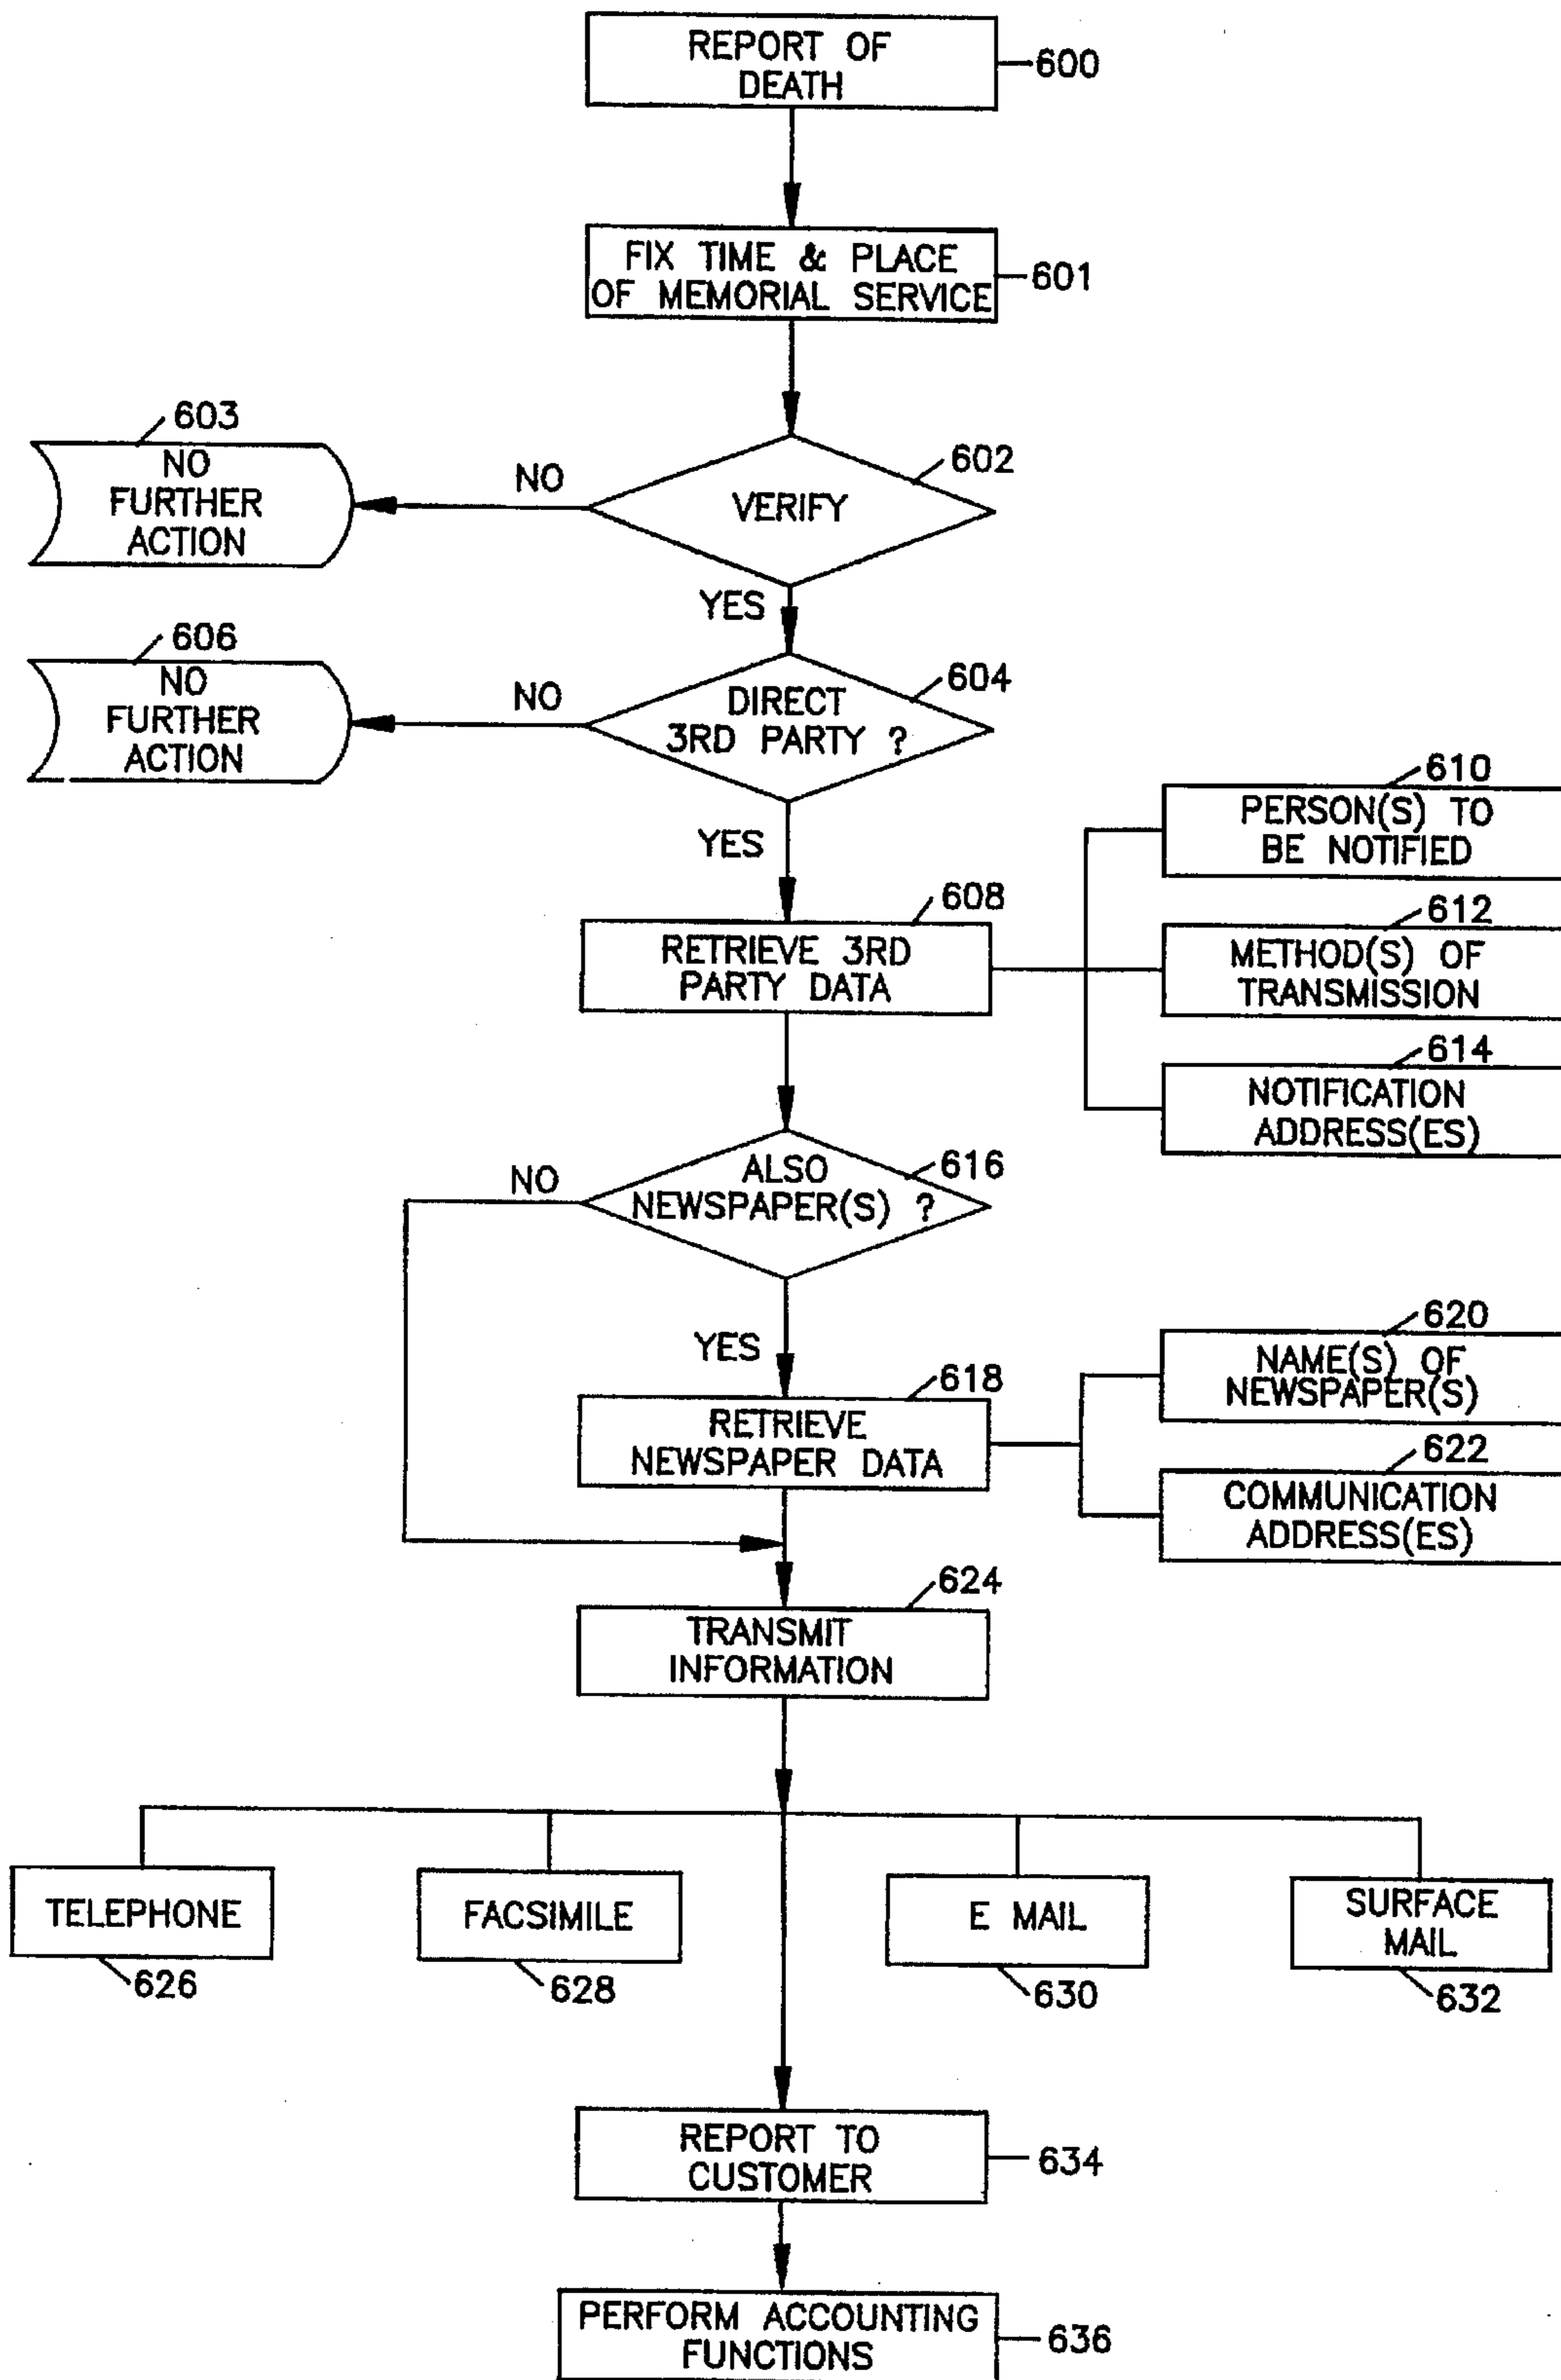 REPORT OF
DEATH
600
FIX TIME & PLACE
OF MEMORIAL SERVICE
601
603
NO
FURTHER
ACTION
NO
602
VERIFY
YES
606
NO
FURTHER
ACTION
NO
604
DIRECT
3RD PARTY ?
YES
610
PERSON(S) TO
BE NOTIFIED
608
RETRIEVE 3RD
PARTY DATA
612
METHOD(S) OF
TRANSMISSION
614
NOTIFICATION
ADDRESS(ES)
NO
616
ALSO
NEWSPAPER(S) ?
YES
620
NAME(S) OF
NEWSPAPER(S)
618
RETRIEVE
NEWSPAPER DATA
622
COMMUNICATION
ADDRESS(ES)
624
TRANSMIT
INFORMATION
TELEPHONE
626
FACSIMILE
628
E MAIL
630
SURFACE
MAIL
632
REPORT TO
CUSTOMER
634
PERFORM ACCOUNTING
FUNCTIONS
636